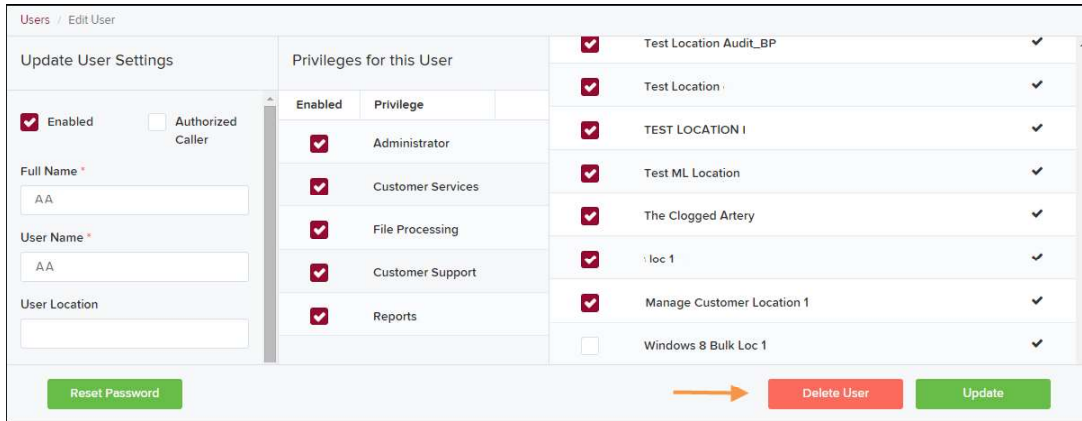 Users / Edit User
Update User Settings
Enabled
Authorized
Caller
Full Name *
AA
User Name *
AA
User Location
Reset Password
Privileges for this User
Enabled Privilege
Administrator
Customer Services
File Processing
Customer Support
Reports
Test Location Audit_BP
Test Location
TEST LOCATION I
Test ML Location
The Clogged Artery
loc 1
Manage Customer Location 1
Windows 8 Bulk Loc 1
Delete User
Update